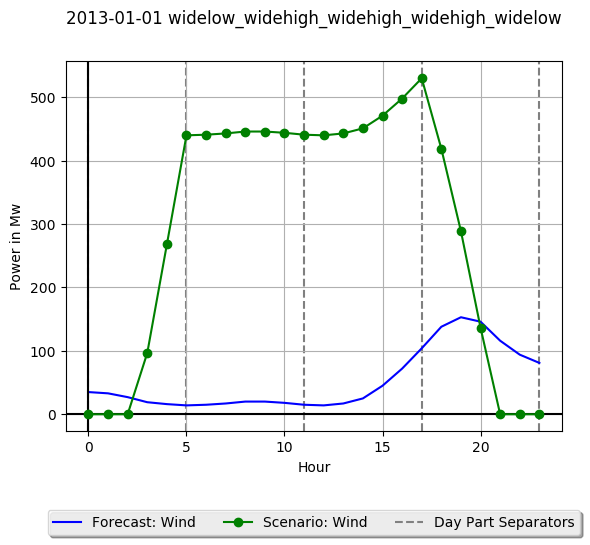 2013-01-01 widelow_widehigh_widehigh_widehigh_widelow
500
400
300
200
100
0
Power in Mw
0 5 10 15 20
Hour
Forecast: Wind Scenario: Wind Day Part Separators